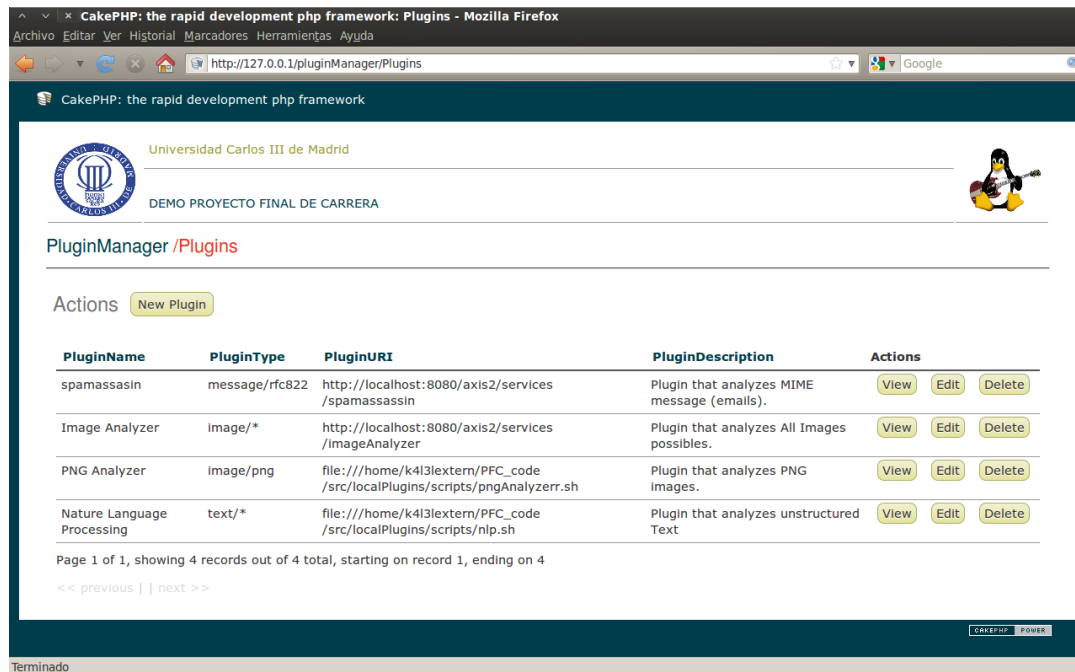 CakePHP: the rapid development php framework: Plugins - Mozilla Firefox
Archivo Editar Ver Historial Marcadores Herramientas Ayuda
http://127.0.0.1/pluginManager/Plugins
Google
CakePHP: the rapid development php framework
Universidad Carlos III de Madrid
DEMO PROYECTO FINAL DE CARRERA
PluginManager /Plugins
Actions New Plugin
PluginName PluginType PluginURI PluginDescription Actions
spamassasin message/rfc822 http://localhost:8080/axis2/services Plugin that analyzes MIME View Edit Delete
/spamassassin message (emails).
Image Analyzer image/* http://localhost:8080/axis2/services Plugin that analyzes All Images View Edit Delete
/imageAnalyzer possibles.
PNG Analyzer image/png file:///home/k4l3lextern/PFC_code Plugin that analyzes PNG View Edit Delete
/src/localPlugins/scripts/pngAnalyzerr.sh images.
Nature Language text/* file:///home/k4l3lextern/PFC_code Plugin that analyzes unstructured View Edit Delete
Processing /src/localPlugins/scripts/nlp.sh Text
Page 1 of 1, showing 4 records out of 4 total, starting on record 1, ending on 4
<< previous | | next >>
CAKEPHP POWER
Terminado